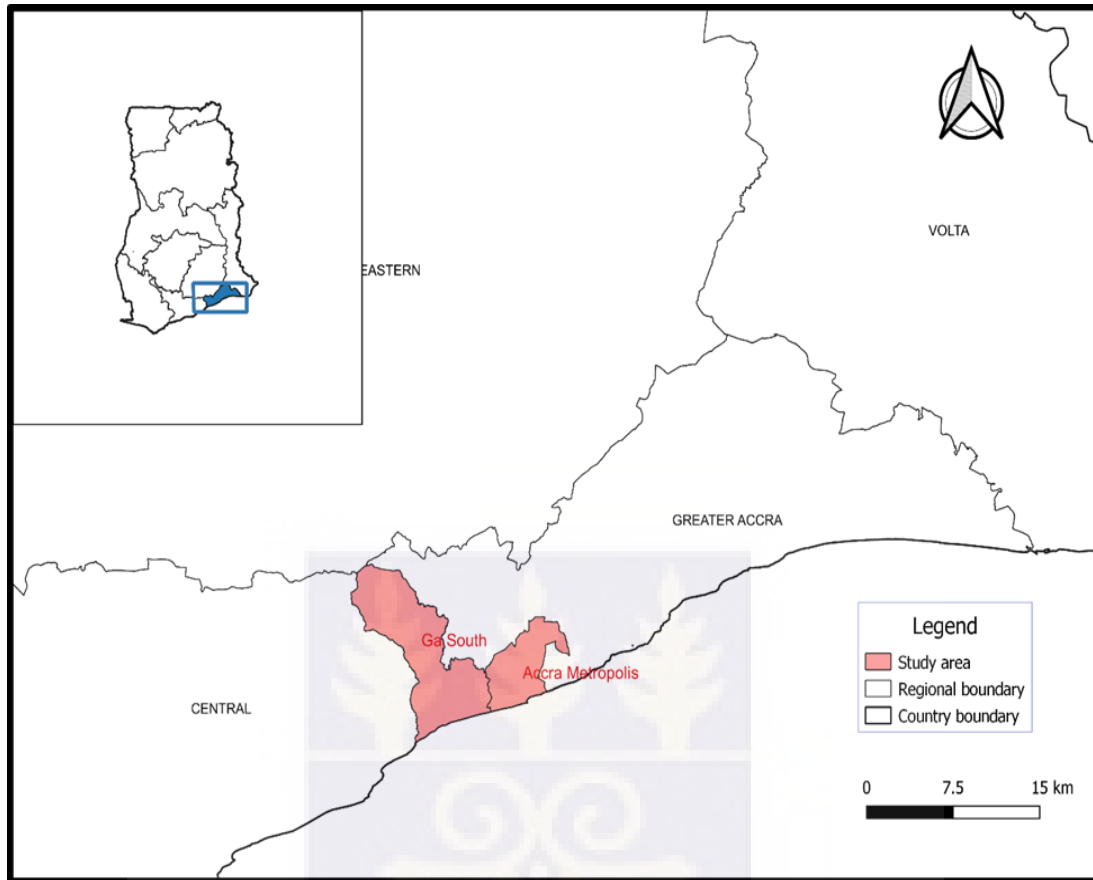 VOLTA
EASTERN
GREATER ACCRA
Ga South
Accra Metropolis
CENTRAL
Legend
Study area
Regional boundary
Country boundary
0 7.5 15 km